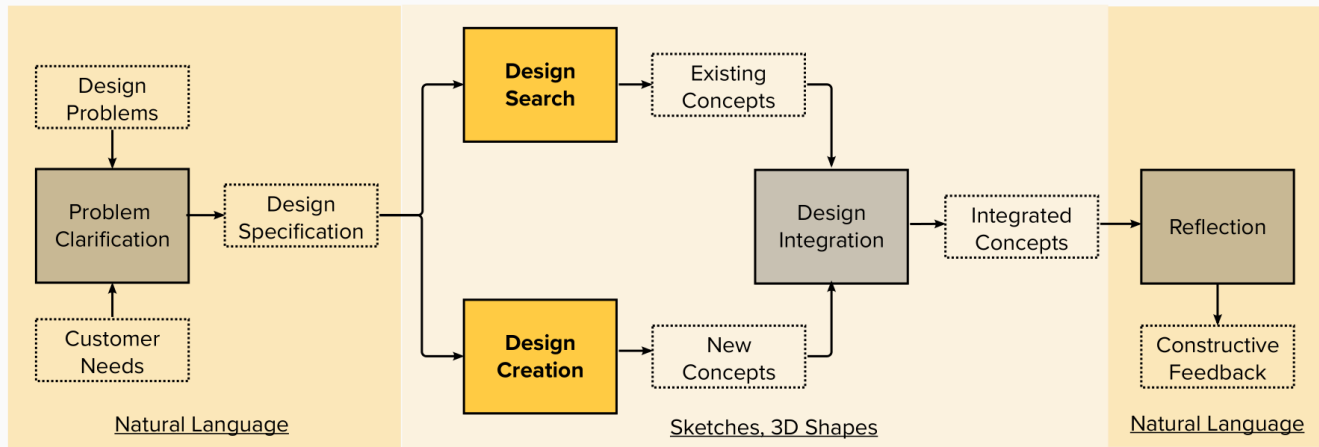 Design
Problems
Problem
Clarification
Customer
Needs
Natural Language
Design
Specification
Design
Search
Existing
Concepts
Design
Creation
New
Concepts
Design
Integration
Integrated
Concepts
Sketches, 3D Shapes
Reflection
Constructive
Feedback
Natural Language